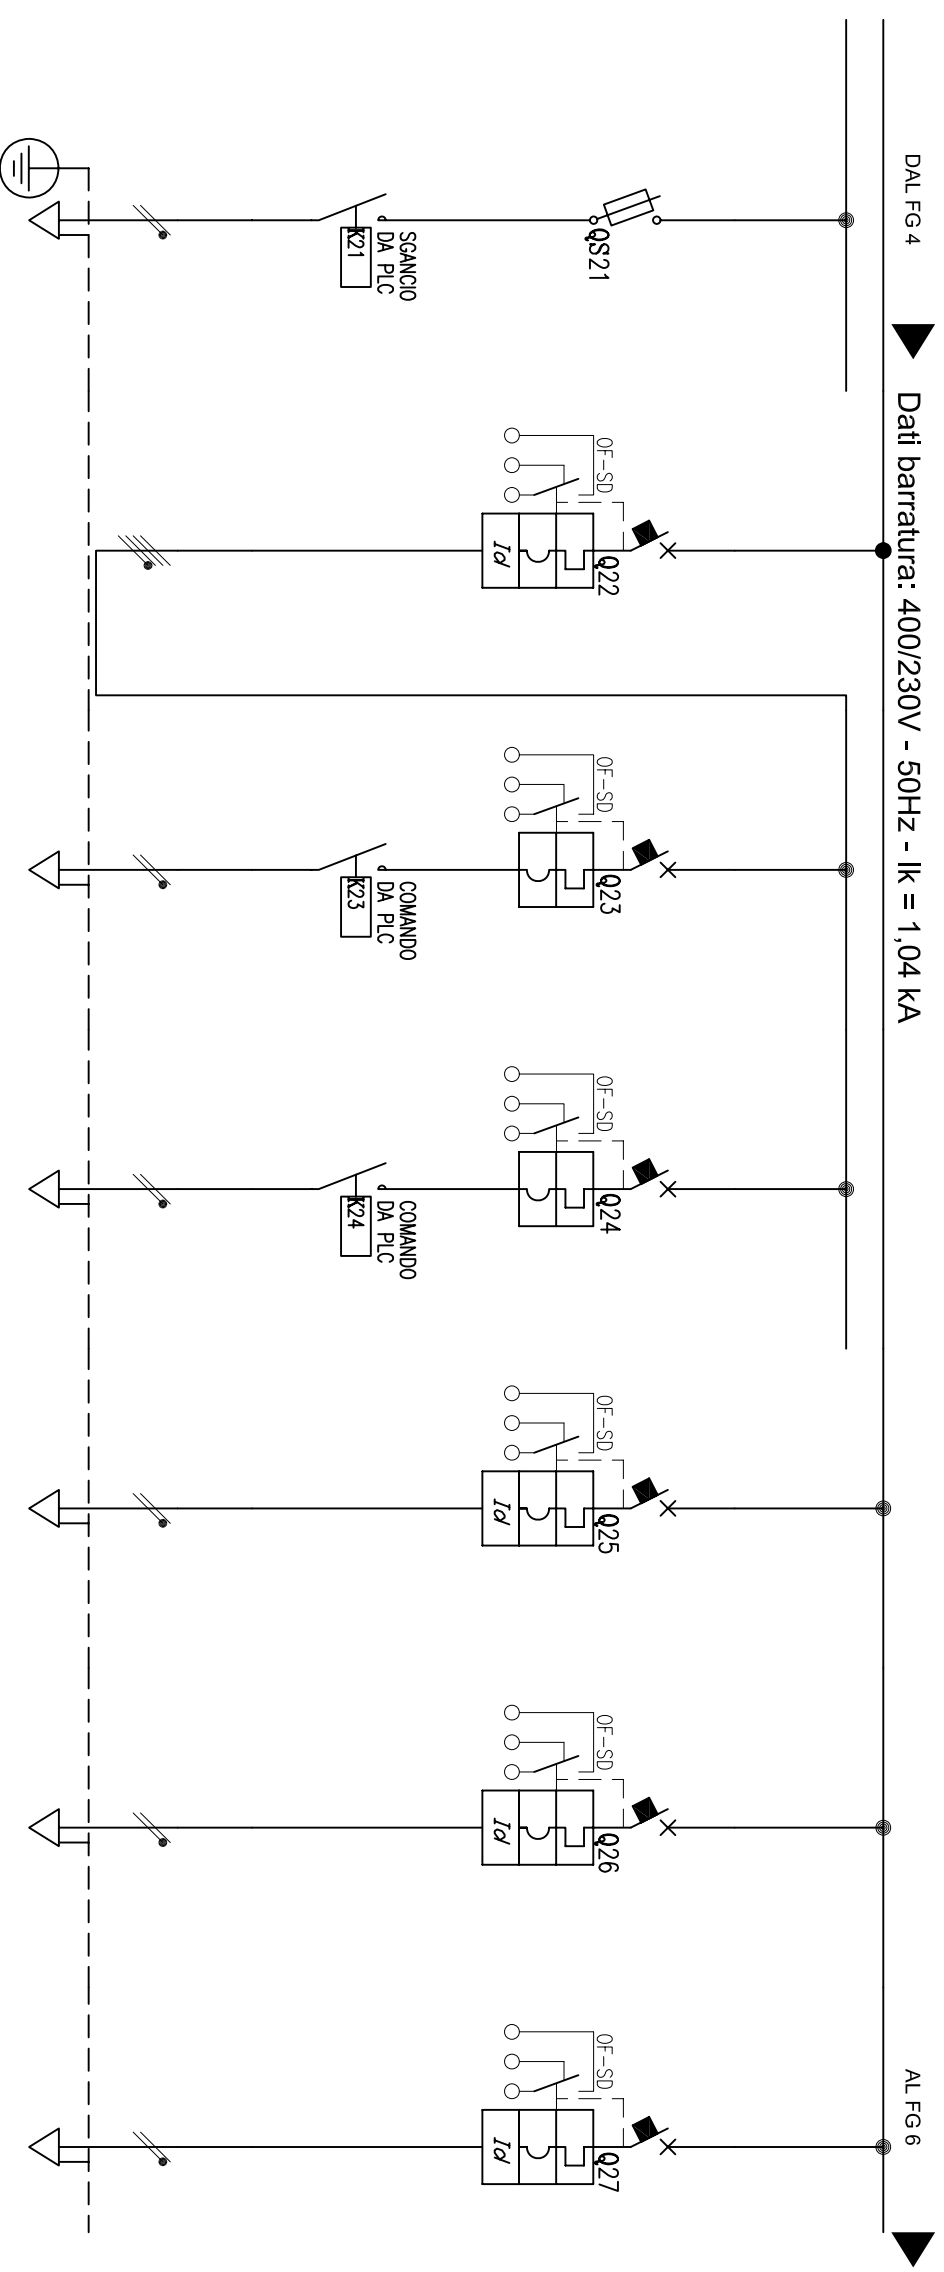 DAL FG 4
Dati barratura: 400/230V - 50Hz - Ik = 1,04 kA
AL FG 6
QS21
SGANCIO
DA PLC
K21
OF-SD
Q22
Id
OF-SD
Q23
COMANDO
DA PLC
K23
OF-SD
Q24
COMANDO
DA PLC
K24
OF-SD
Q25
Id
OF-SD
Q26
Id
OF-SD
Q27
Id